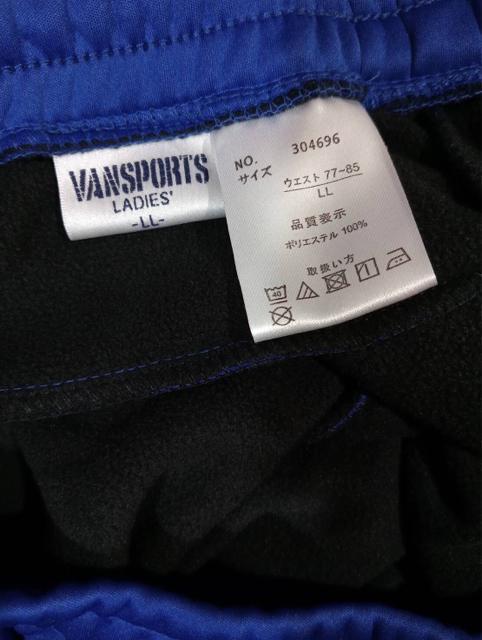 VANSPORTS
LADIES'
-LL-
NO. 304696
サイズ
ウエスト 77-85
LL
品質表示
ポリエステル 100%
取扱い方
40